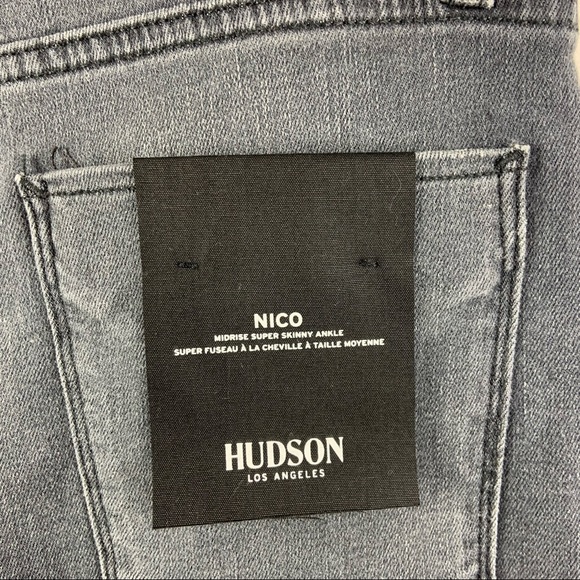 NICO
MIDRISE SUPER SKINNY ANKLE
SUPER FUSEAU À LA CHEVILLE À TAILLE MOYENNE
HUDSON
LOS ANGELES